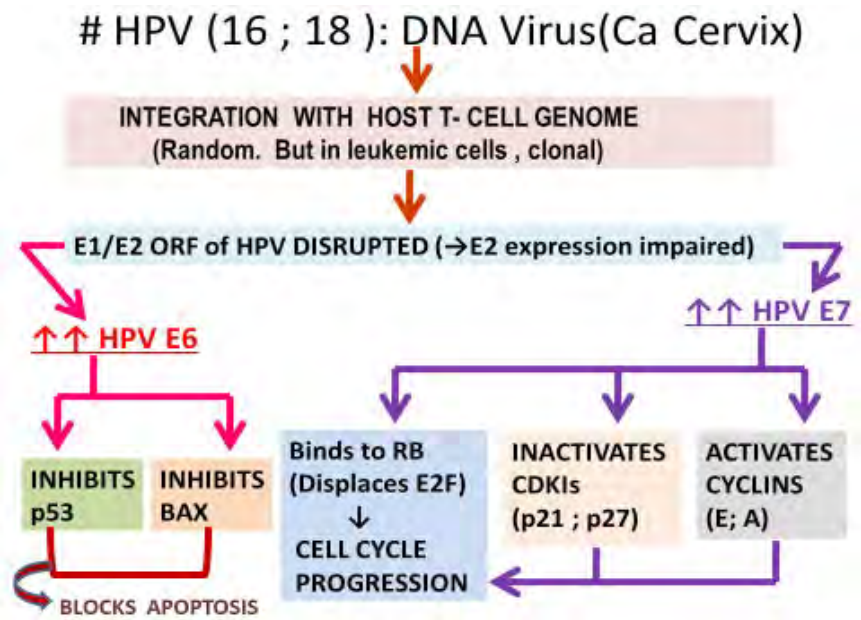 # HPV (16 ; 18 ): DNA Virus(Ca Cervix)
INTEGRATION WITH HOST T- CELL GENOME
(Random. But in leukemic cells , clonal)
E1/E2 ORF of HPV DISRUPTED (→E2 expression impaired)
↑↑ HPV E6
↑↑ HPV E7
INHIBITS
p53
INHIBITS
BAX
Binds to RB
(Displaces E2F)
↓
CELL CYCLE
PROGRESSION
INACTIVATES
CDKIs
(p21 ; p27)
ACTIVATES
CYCLINS
(E; A)
BLOCKS APOPTOSIS